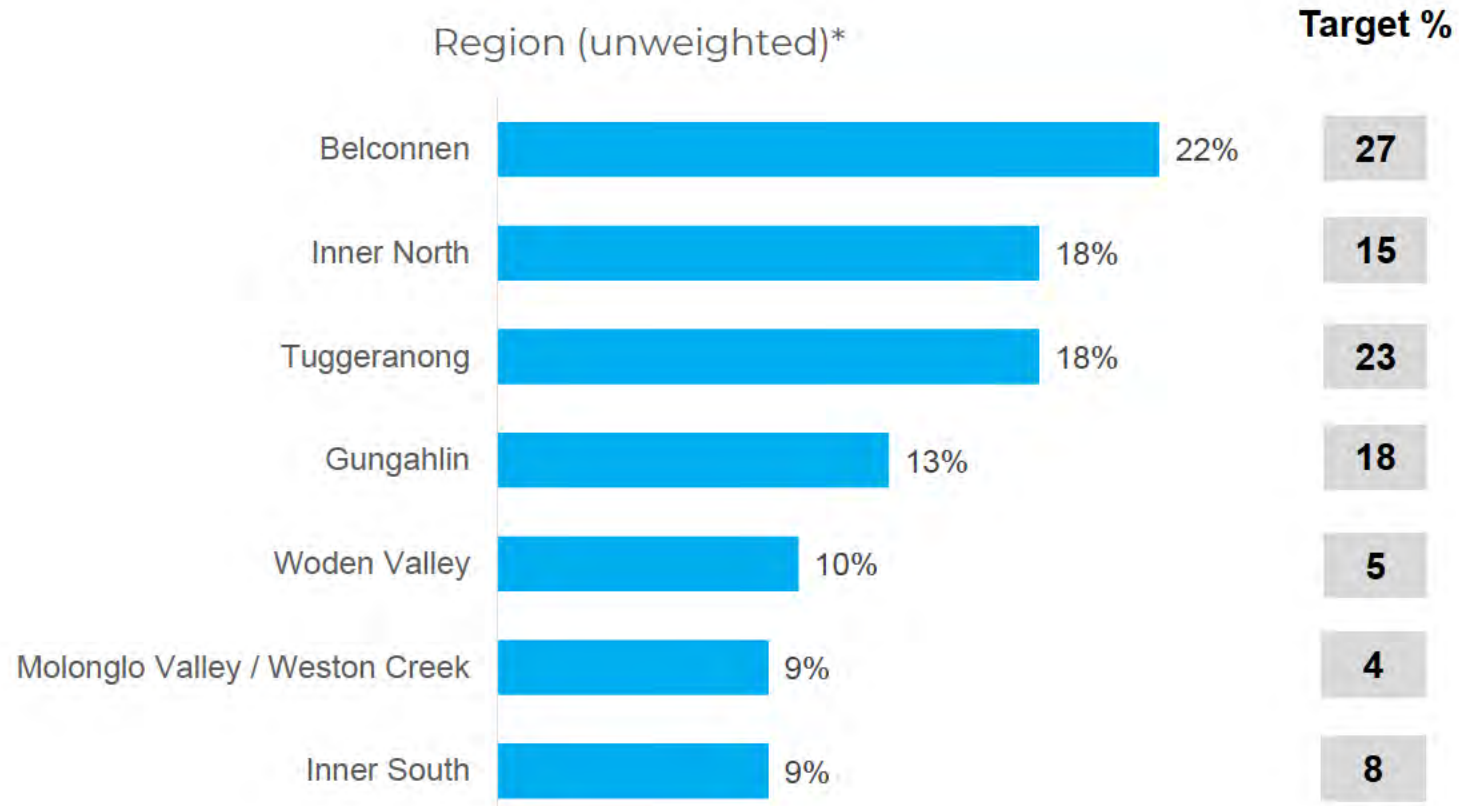 Region (unweighted)*
Target %
Belconnen 22% 27
Inner North 18% 15
Tuggeranong 18% 23
Gungahlin 13% 18
Woden Valley 10% 5
Molonglo Valley / Weston Creek 9% 4
Inner South 9% 8